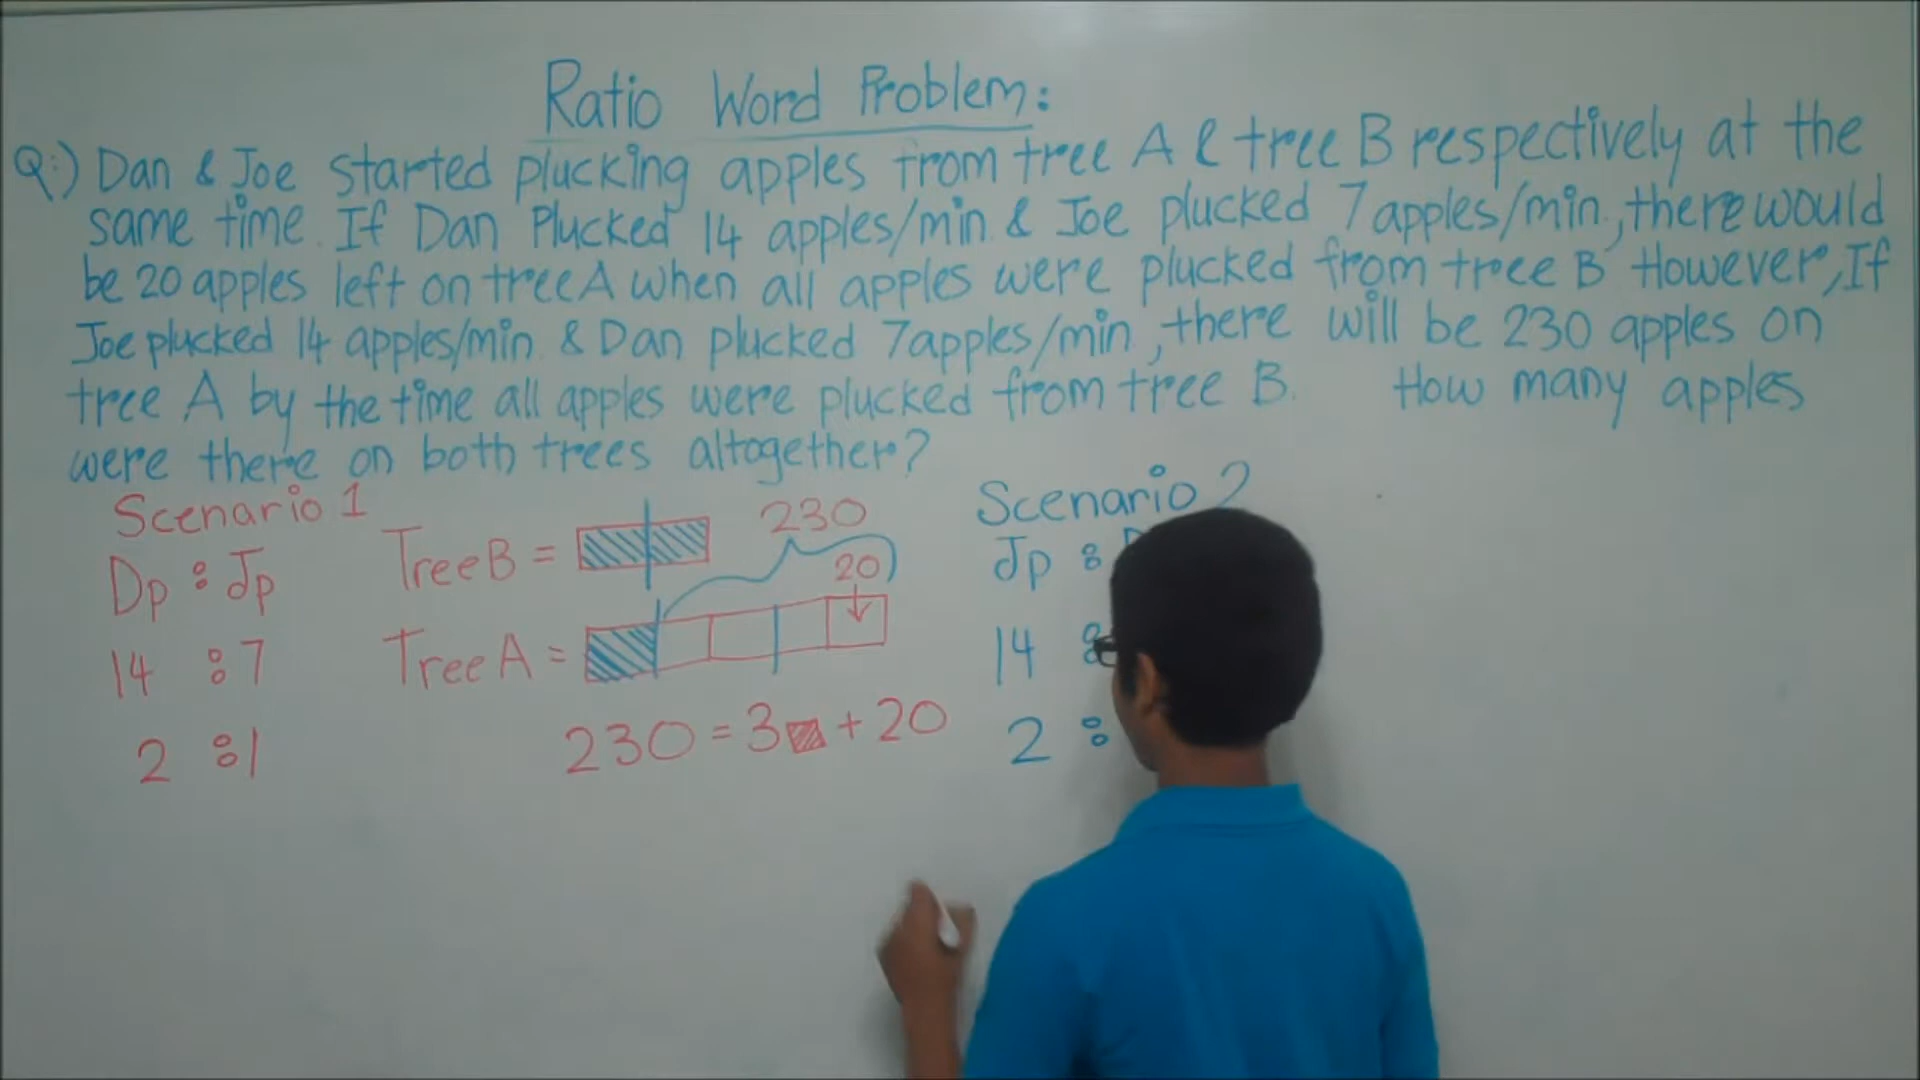 Ratio Word Problem:
Q:) Dan & Joe started plucking apples from tree A & tree B respectively at the
same time. If Dan Plucked 14 apples/min & Joe plucked 7 apples/min, there would
be 20 apples left on tree A when all apples were plucked from tree B However, If
Joe plucked 14 apples/min & Dan plucked 7 apples/min, there will be 230 apples on
tree A by the time all apples were plucked from tree B. How many apples
were there on both trees altogether?
Scenario 1
Dp : Jp
14 : 7
2 : 1
Tree B =
230
20
Tree A =
230 = 3 + 20
Scenario 2
Jp :
14 :
2 :